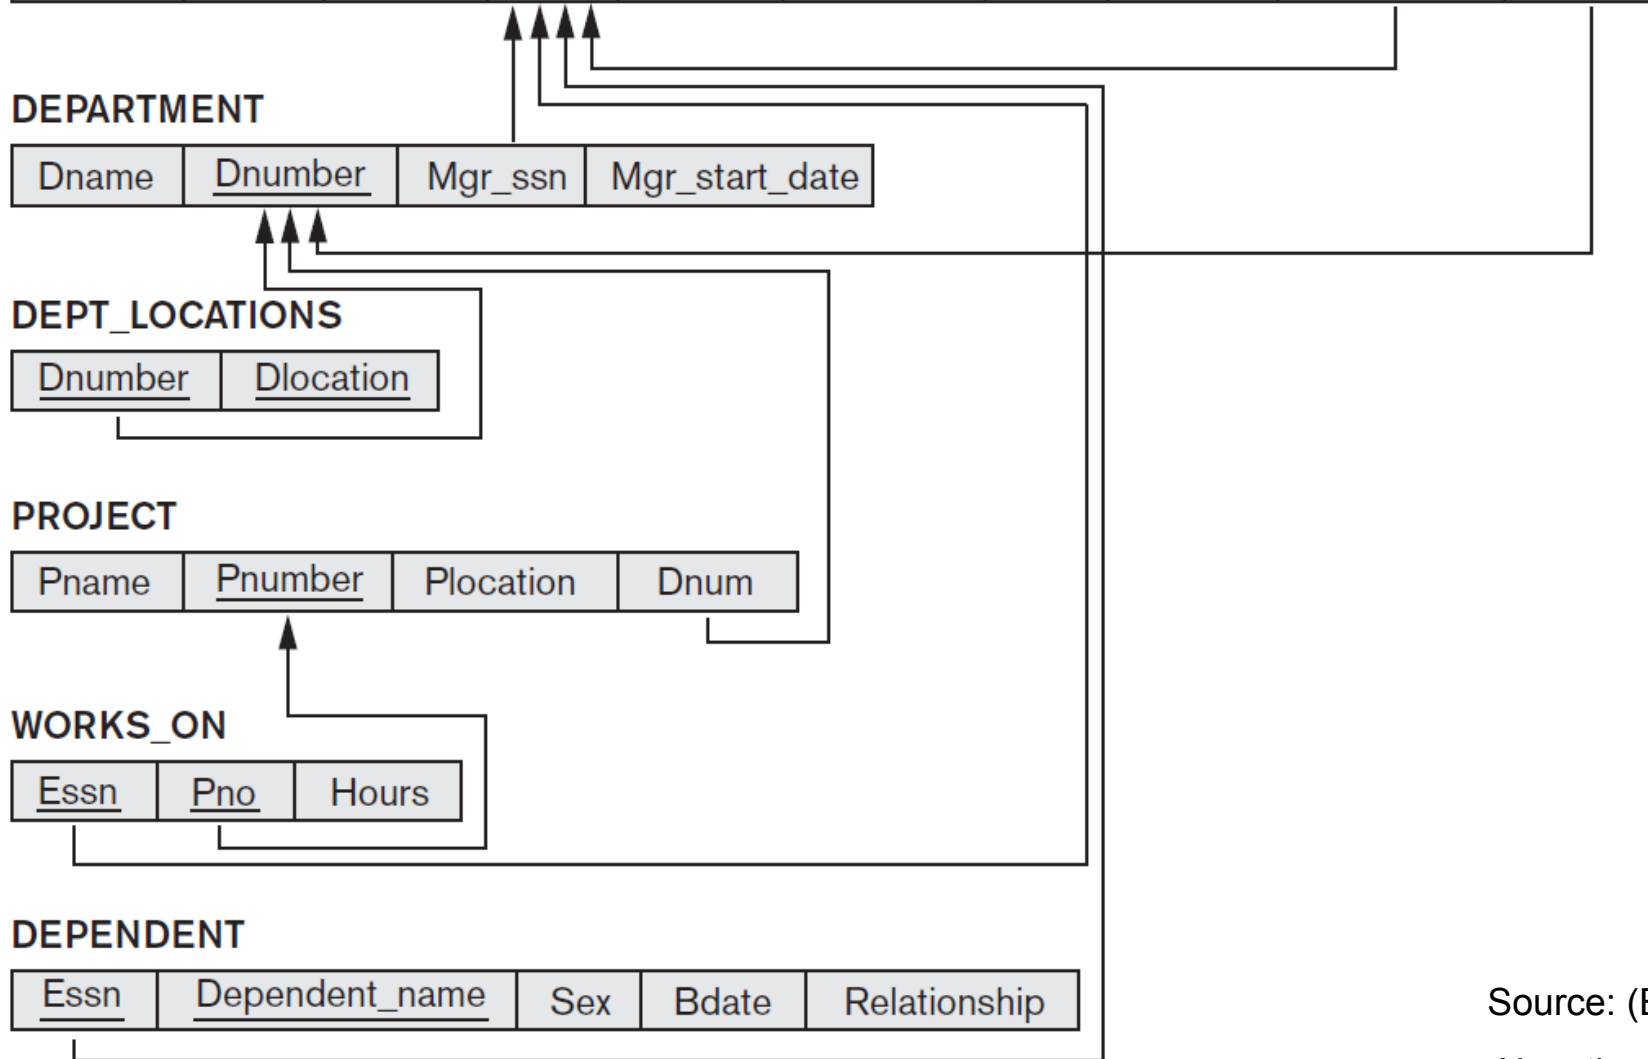 DEPARTMENT
Dname Dnumber Mgr_ssn Mgr_start_date
DEPT_LOCATIONS
Dnumber Dlocation
PROJECT
Pname Pnumber Plocation Dnum
WORKS_ON
Essn Pno Hours
DEPENDENT
Essn Dependent_name Sex Bdate Relationship
Source: (E